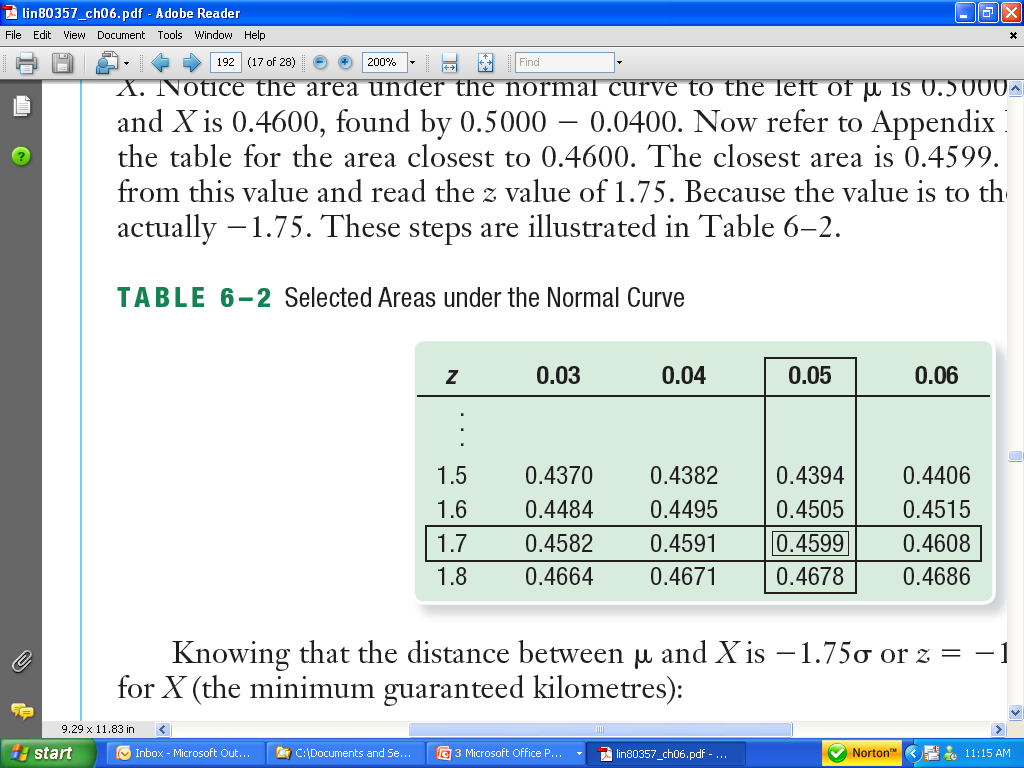 lin80357_ch06.pdf - Adobe Reader
File Edit View Document Tools Window Help
192 (17 of 28) 200% Find
X. Notice the area under the normal curve to the left of μ is 0.5000
and X is 0.4600, found by 0.5000 − 0.0400. Now refer to Appendix
the table for the area closest to 0.4600. The closest area is 0.4599.
from this value and read the z value of 1.75. Because the value is to the
actually −1.75. These steps are illustrated in Table 6–2.
TABLE 6–2 Selected Areas under the Normal Curve
z 0.03 0.04 0.05 0.06
1.5 0.4370 0.4382 0.4394 0.4406
1.6 0.4484 0.4495 0.4505 0.4515
1.7 0.4582 0.4591 0.4599 0.4608
1.8 0.4664 0.4671 0.4678 0.4686
Knowing that the distance between μ and X is −1.75σ or z = −1
for X (the minimum guaranteed kilometres):
9.29 x 11.83 in
start Inbox - Microsoft Out... C:\Documents and Se... 3 Microsoft Office P... lin80357_ch06.pdf - ... Norton™ 11:15 AM